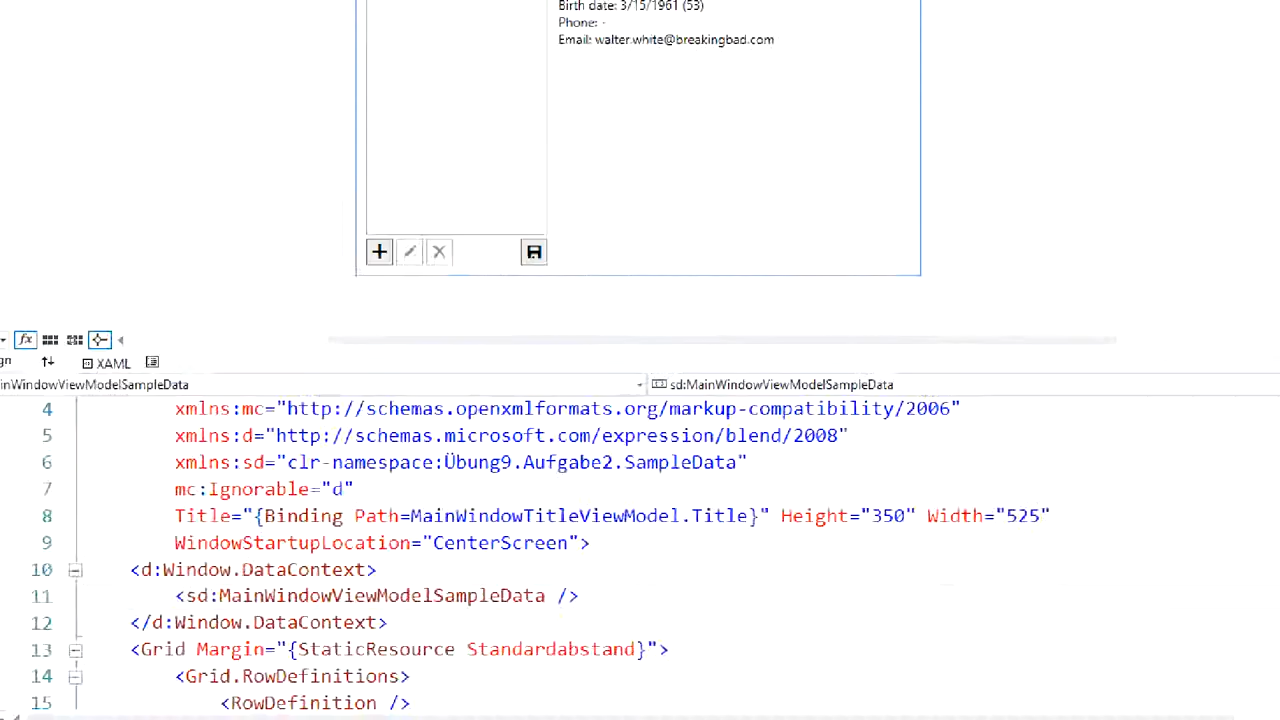 Birth date: 3/15/1961 (53)
Phone: -
Email: walter.white@breakingbad.com
fx
gn
XAML
inWindowViewModelSampleData
sd:MainWindowViewModelSampleData
4 xmlns:mc="http://schemas.openxmlformats.org/markup-compatibility/2006"
5 xmlns:d="http://schemas.microsoft.com/expression/blend/2008"
6 xmlns:sd="clr-namespace:Übung9.Aufgabe2.SampleData"
7 mc:Ignorable="d"
8 Title="{Binding Path=MainWindowTitleViewModel.Title}" Height="350" Width="525"
9 WindowStartupLocation="CenterScreen">
10 <d:Window.DataContext>
11 <sd:MainWindowViewModelSampleData />
12 </d:Window.DataContext>
13 <Grid Margin="{StaticResource Standardabstand}">
14 <Grid.RowDefinitions>
15 <RowDefinition />